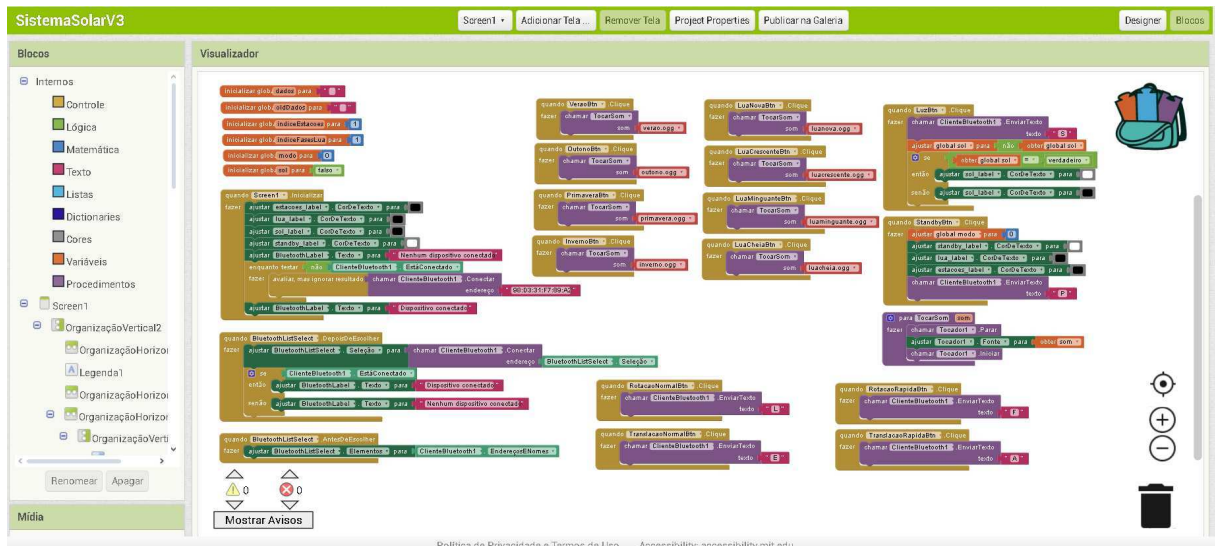 SistemaSolarV3
Screen1
Adicionar Tela ...
Remover Tela
Project Properties
Publicar na Galeria
Designer
Blocos
Blocos
Internos
Controle
Lógica
Matemática
Texto
Listas
Dictionaries
Cores
Variáveis
Procedimentos
Screen1
OrganizaçãoVertical2
OrganizaçãoHorizor
Legenda1
OrganizaçãoHorizor
OrganizaçãoHorizor
OrganizaçãoVerti
Renomear
Apagar
Mídia
Visualizador
inicializar global dados para " "
inicializar global oldDados para " "
inicializar global indiceEstacoes para 1
inicializar global indiceFasesLua para 1
inicializar global modo para 0
inicializar global sol para falso
quando Screen1 .Inicializar
fazer ajustar estacoes_label . CorDeTexto para
ajustar lua_label . CorDeTexto para
ajustar sol_label . CorDeTexto para
ajustar standby_label . CorDeTexto para
ajustar BluetoothLabel . Texto para " Nenhum dispositivo conectado "
enquanto testar não ClienteBluetooth1 . EstáConectado
fazer avaliar, mas ignorar resultado chamar ClienteBluetooth1 .Conectar
endereço
ajustar BluetoothLabel . Texto para " Dispositivo conectado "
quando BluetoothListSelect .DepoisDeEscolher
fazer ajustar BluetoothListSelect . Seleção para chamar ClienteBluetooth1 .Conectar
endereço BluetoothListSelect . Seleção
se ClienteBluetooth1 . EstáConectado
então ajustar BluetoothLabel . Texto para " Dispositivo conectado "
senão ajustar BluetoothLabel . Texto para " Nenhum dispositivo conectad "
quando BluetoothListSelect .AntesDeEscolher
fazer ajustar BluetoothListSelect . Elementos para ClienteBluetooth1 . EndereçosENomes
0
0
Mostrar Avisos
quando VeraoBtn .Clique
fazer chamar TocarSom
som verao.ogg
quando OutonoBtn .Clique
fazer chamar TocarSom
som outono.ogg
quando PrimaveraBtn .Clique
fazer chamar TocarSom
som primavera.ogg
quando InvernoBtn .Clique
fazer chamar TocarSom
som inverno.ogg
quando LuaNovaBtn .Clique
fazer chamar TocarSom
som luanova.ogg
quando LuaCrescenteBtn .Clique
fazer chamar TocarSom
som luacrescente.ogg
quando LuaMinguanteBtn .Clique
fazer chamar TocarSom
som luaminguante.ogg
quando LuaCheiaBtn .Clique
fazer chamar TocarSom
som luacheia.ogg
quando LuzBtn .Clique
fazer chamar ClienteBluetooth1 .EnviarTexto
texto " S "
ajustar global sol para não obter global sol
se obter global sol = verdadeiro
então ajustar sol_label . CorDeTexto para
senão ajustar sol_label . CorDeTexto para
quando StandbyBtn .Clique
fazer ajustar global modo para 0
ajustar standby_label . CorDeTexto para
ajustar lua_label . CorDeTexto para
ajustar estacoes_label . CorDeTexto para
chamar ClienteBluetooth1 .EnviarTexto
texto " P "
para TocarSom som
fazer chamar Tocador1 .Parar
ajustar Tocador1 . Fonte para obter som
chamar Tocador1 .Iniciar
quando RotacaoNormalBtn .Clique
fazer chamar ClienteBluetooth1 .EnviarTexto
texto " L "
quando TranslacaoNormalBtn .Clique
fazer chamar ClienteBluetooth1 .EnviarTexto
texto " E "
quando RotacaoRapidaBtn .Clique
fazer chamar ClienteBluetooth1 .EnviarTexto
texto " F "
quando TranslacaoRapidaBtn .Clique
fazer chamar ClienteBluetooth1 .EnviarTexto
texto " A "
Política de Privacidade e Termos de Uso
Accessibility: accessibility.mit.edu